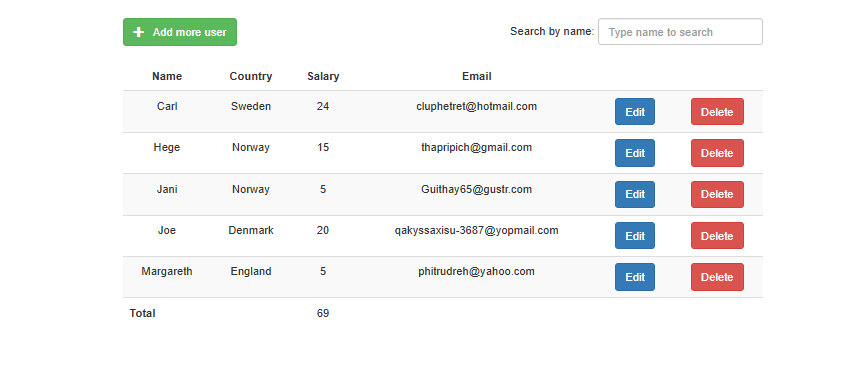 Add more user Search by name: Type name to search
Name Country Salary Email
Carl Sweden 24 cluphetret@hotmail.com Edit Delete
Hege Norway 15 thapripich@gmail.com Edit Delete
Jani Norway 5 Guithay65@gustr.com Edit Delete
Joe Denmark 20 qakyssaxisu-3687@yopmail.com Edit Delete
Margareth England 5 phitrudreh@yahoo.com Edit Delete
Total 69